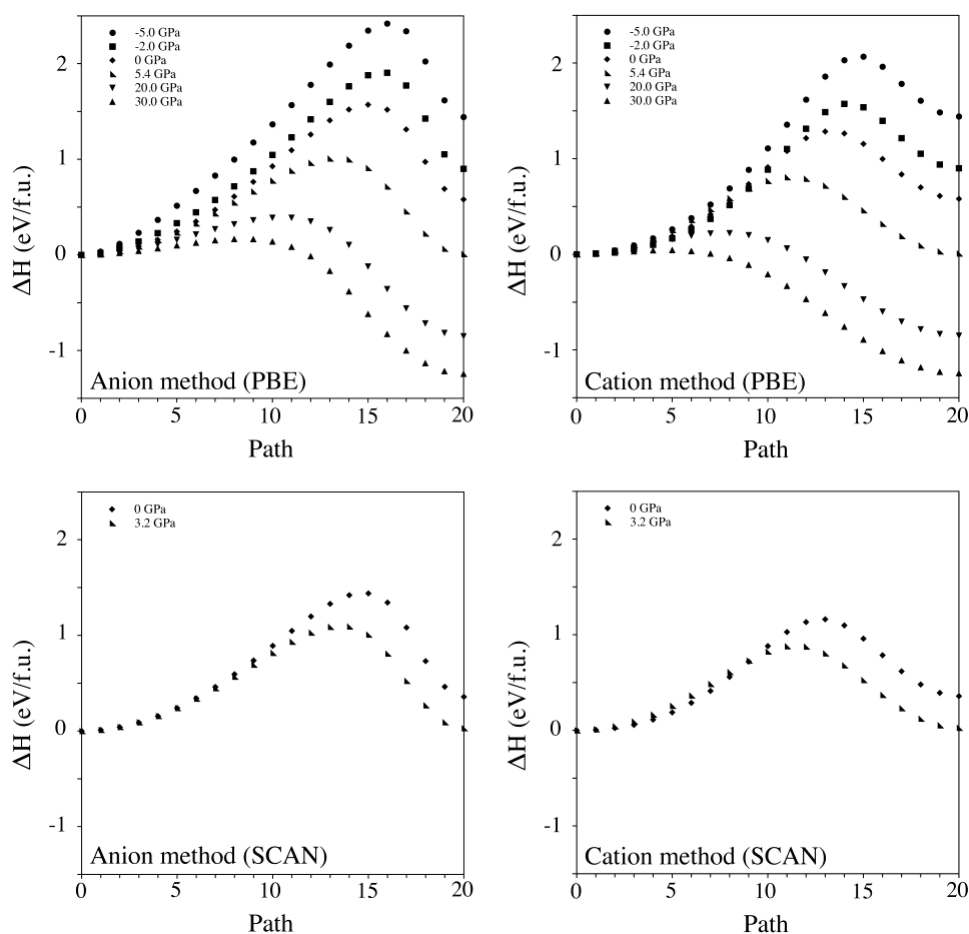 -5.0 GPa
-2.0 GPa
0 GPa
5.4 GPa
20.0 GPa
30.0 GPa
2
1
0
-1
ΔH (eV/f.u.)
Anion method (PBE)
0 5 10 15 20
Path
-5.0 GPa
-2.0 GPa
0 GPa
5.4 GPa
20.0 GPa
30.0 GPa
2
1
0
-1
ΔH (eV/f.u.)
Cation method (PBE)
0 5 10 15 20
Path
0 GPa
3.2 GPa
2
1
0
-1
ΔH (eV/f.u.)
Anion method (SCAN)
0 5 10 15 20
Path
0 GPa
3.2 GPa
2
1
0
-1
ΔH (eV/f.u.)
Cation method (SCAN)
0 5 10 15 20
Path